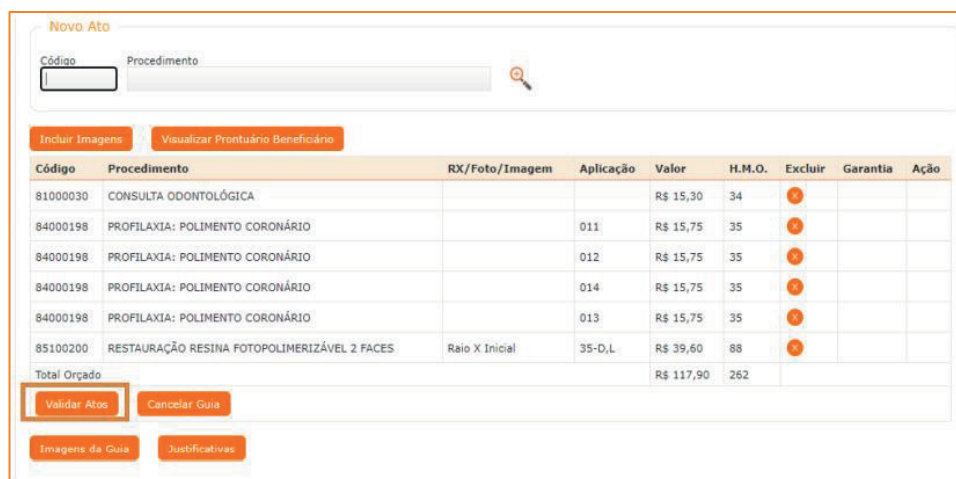 Novo Ato
Código Procedimento
Incluir Imagens Visualizar Prontuário Beneficiário
Código Procedimento RX/Foto/Imagem Aplicação Valor H.M.O. Excluir Garantia Ação
81000030 CONSULTA ODONTOLÓGICA R$ 15,30 34 X
84000198 PROFILAXIA: POLIMENTO CORONÁRIO 011 R$ 15,75 35 X
84000198 PROFILAXIA: POLIMENTO CORONÁRIO 012 R$ 15,75 35 X
84000198 PROFILAXIA: POLIMENTO CORONÁRIO 014 R$ 15,75 35 X
84000198 PROFILAXIA: POLIMENTO CORONÁRIO 013 R$ 15,75 35 X
85100200 RESTAURAÇÃO RESINA FOTOPOLIMERIZÁVEL 2 FACES Raio X Inicial 35-D,L R$ 39,60 88 X
Total Orçado R$ 117,90 262
Validar Atos Cancelar Guia
Imagens da Guia Justificativas